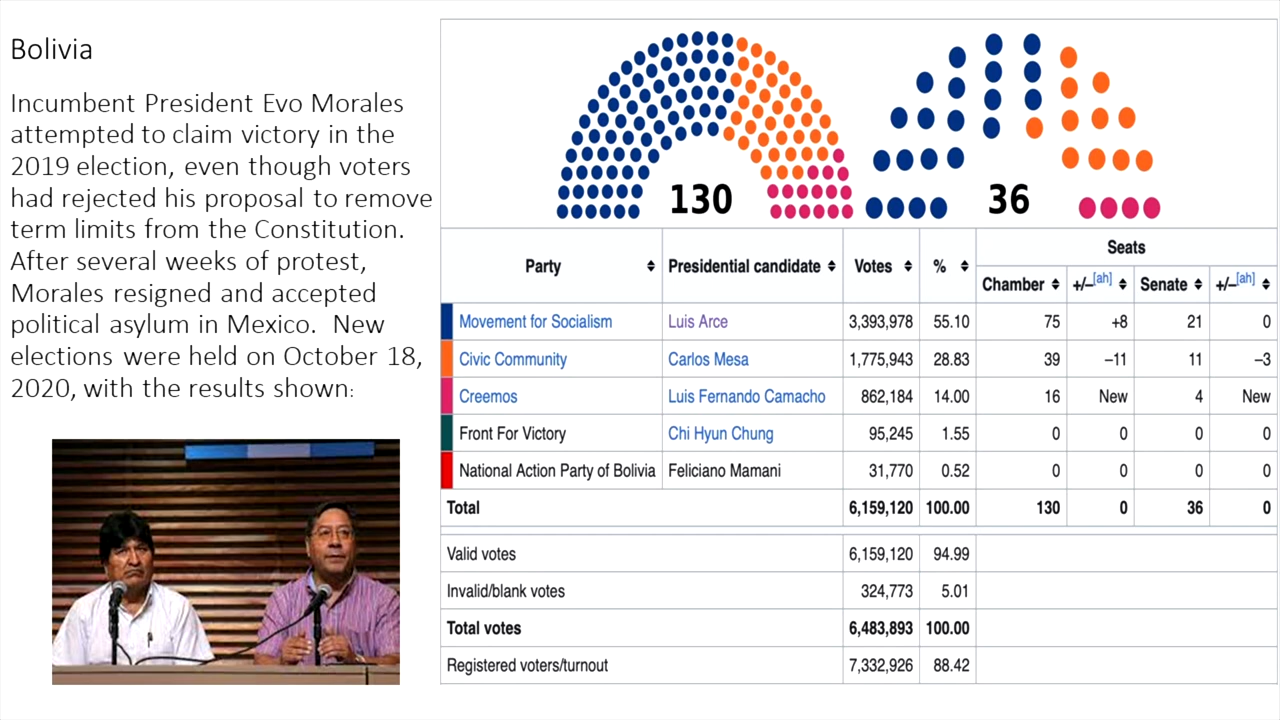 Bolivia
Incumbent President Evo Morales
attempted to claim victory in the
2019 election, even though voters
had rejected his proposal to remove
term limits from the Constitution.
After several weeks of protest,
Morales resigned and accepted
political asylum in Mexico. New
elections were held on October 18,
2020, with the results shown:
130 36
Party Presidential candidate Votes % Seats
Chamber +/–[ah] Senate +/–[ah]
Movement for Socialism Luis Arce 3,393,978 55.10 75 +8 21 0
Civic Community Carlos Mesa 1,775,943 28.83 39 –11 11 –3
Creemos Luis Fernando Camacho 862,184 14.00 16 New 4 New
Front For Victory Chi Hyun Chung 95,245 1.55 0 0 0 0
National Action Party of Bolivia Feliciano Mamani 31,770 0.52 0 0 0 0
Total 6,159,120 100.00 130 0 36 0
Valid votes 6,159,120 94.99
Invalid/blank votes 324,773 5.01
Total votes 6,483,893 100.00
Registered voters/turnout 7,332,926 88.42